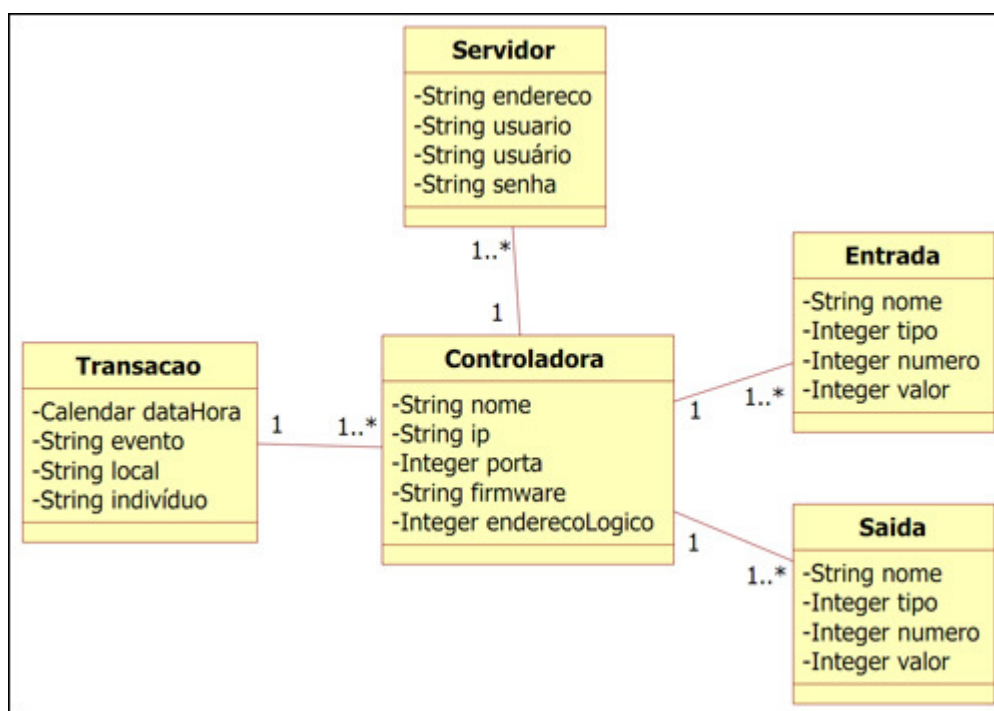 Servidor
-String endereco
-String usuario
-String usuário
-String senha
1..*
1
Transacao
-Calendar dataHora
-String evento
-String local
-String indivíduo
1
1..*
Controladora
-String nome
-String ip
-Integer porta
-String firmware
-Integer enderecoLogico
1
1..*
Entrada
-String nome
-Integer tipo
-Integer numero
-Integer valor
1
1..*
Saida
-String nome
-Integer tipo
-Integer numero
-Integer valor